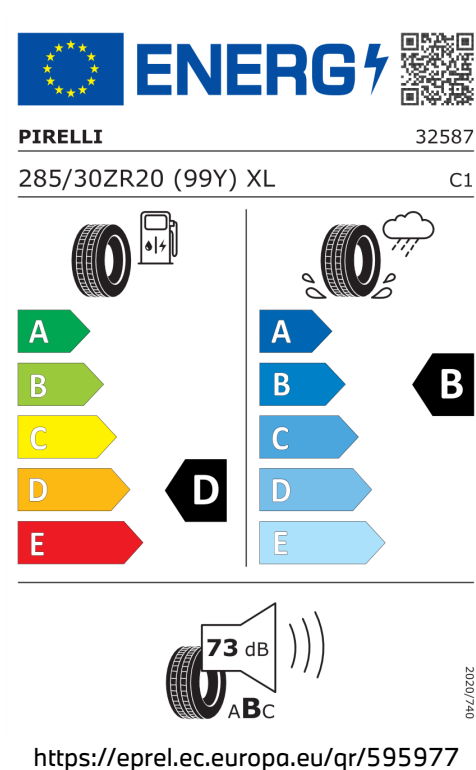 ENERG
PIRELLI 32587
285/30ZR20 (99Y) XL C1
A
B
C
D
E
D
A
B
C
D
E
B
73 dB
ABC
2020/740
https://eprel.ec.europa.eu/qr/595977